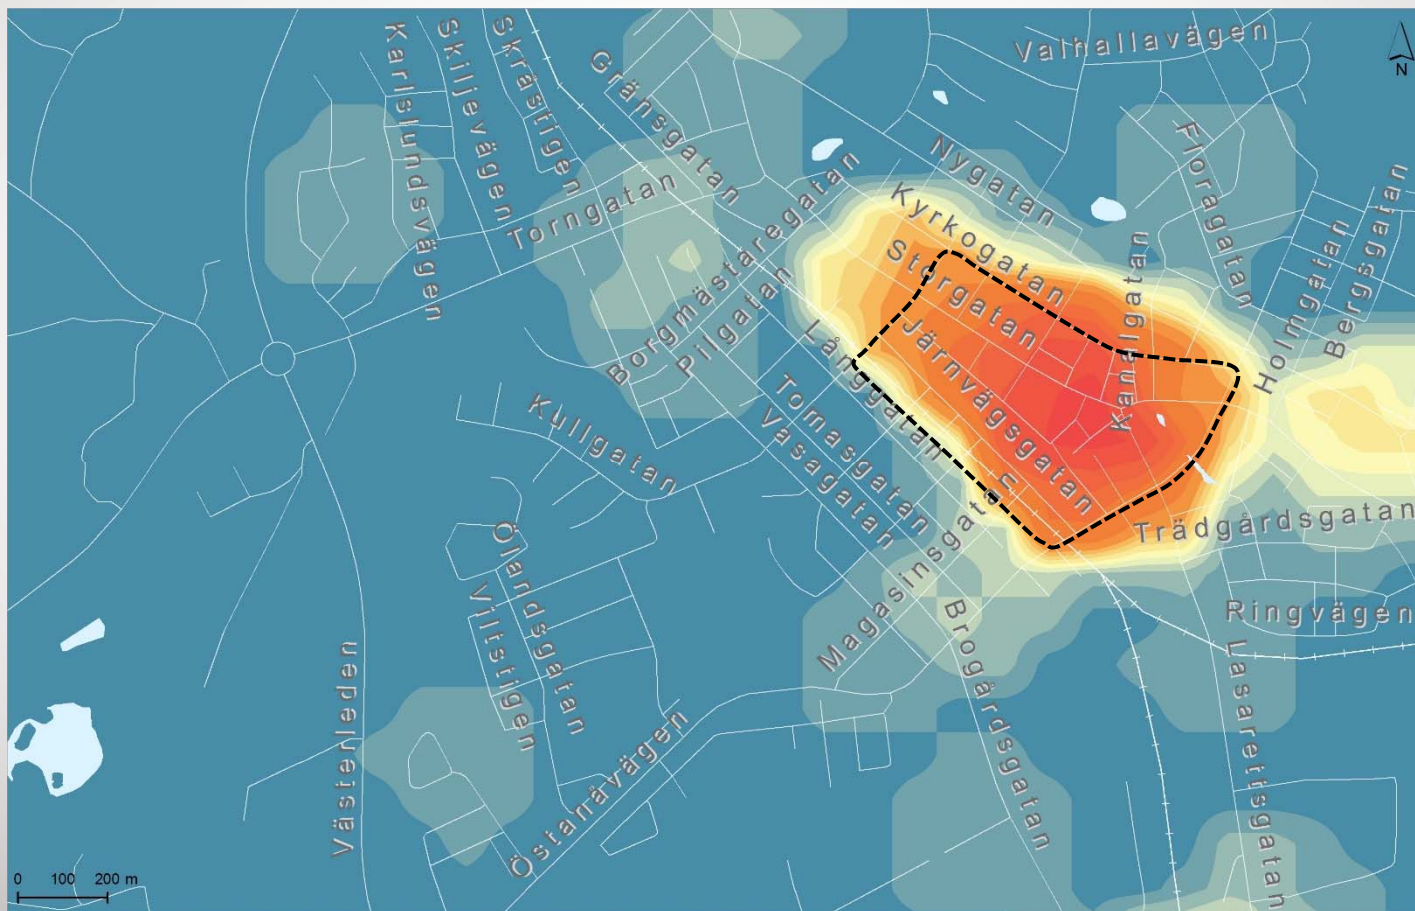 Karlslundsvägen
Skiljevägen
Skrästigen
Gränsgatan
Valhallavägen
N
Torngatan
Borgmästaregatan
Pilgatan
Nygatan
Kyrkogatan
Storgatan
Järnvägsgatan
Kanalgatan
Floragatan
Holmgatan
Bergsgatan
Långgatan
Tomasgatan
Vasagatan
Kullgatan
Magasinsgatan
Trädgårdsgatan
Ringvägen
Ölandsgatan
Viltstigen
Brogårdsgatan
Lasarettsgatan
Västerleden
Östanåvägen
0 100 200 m